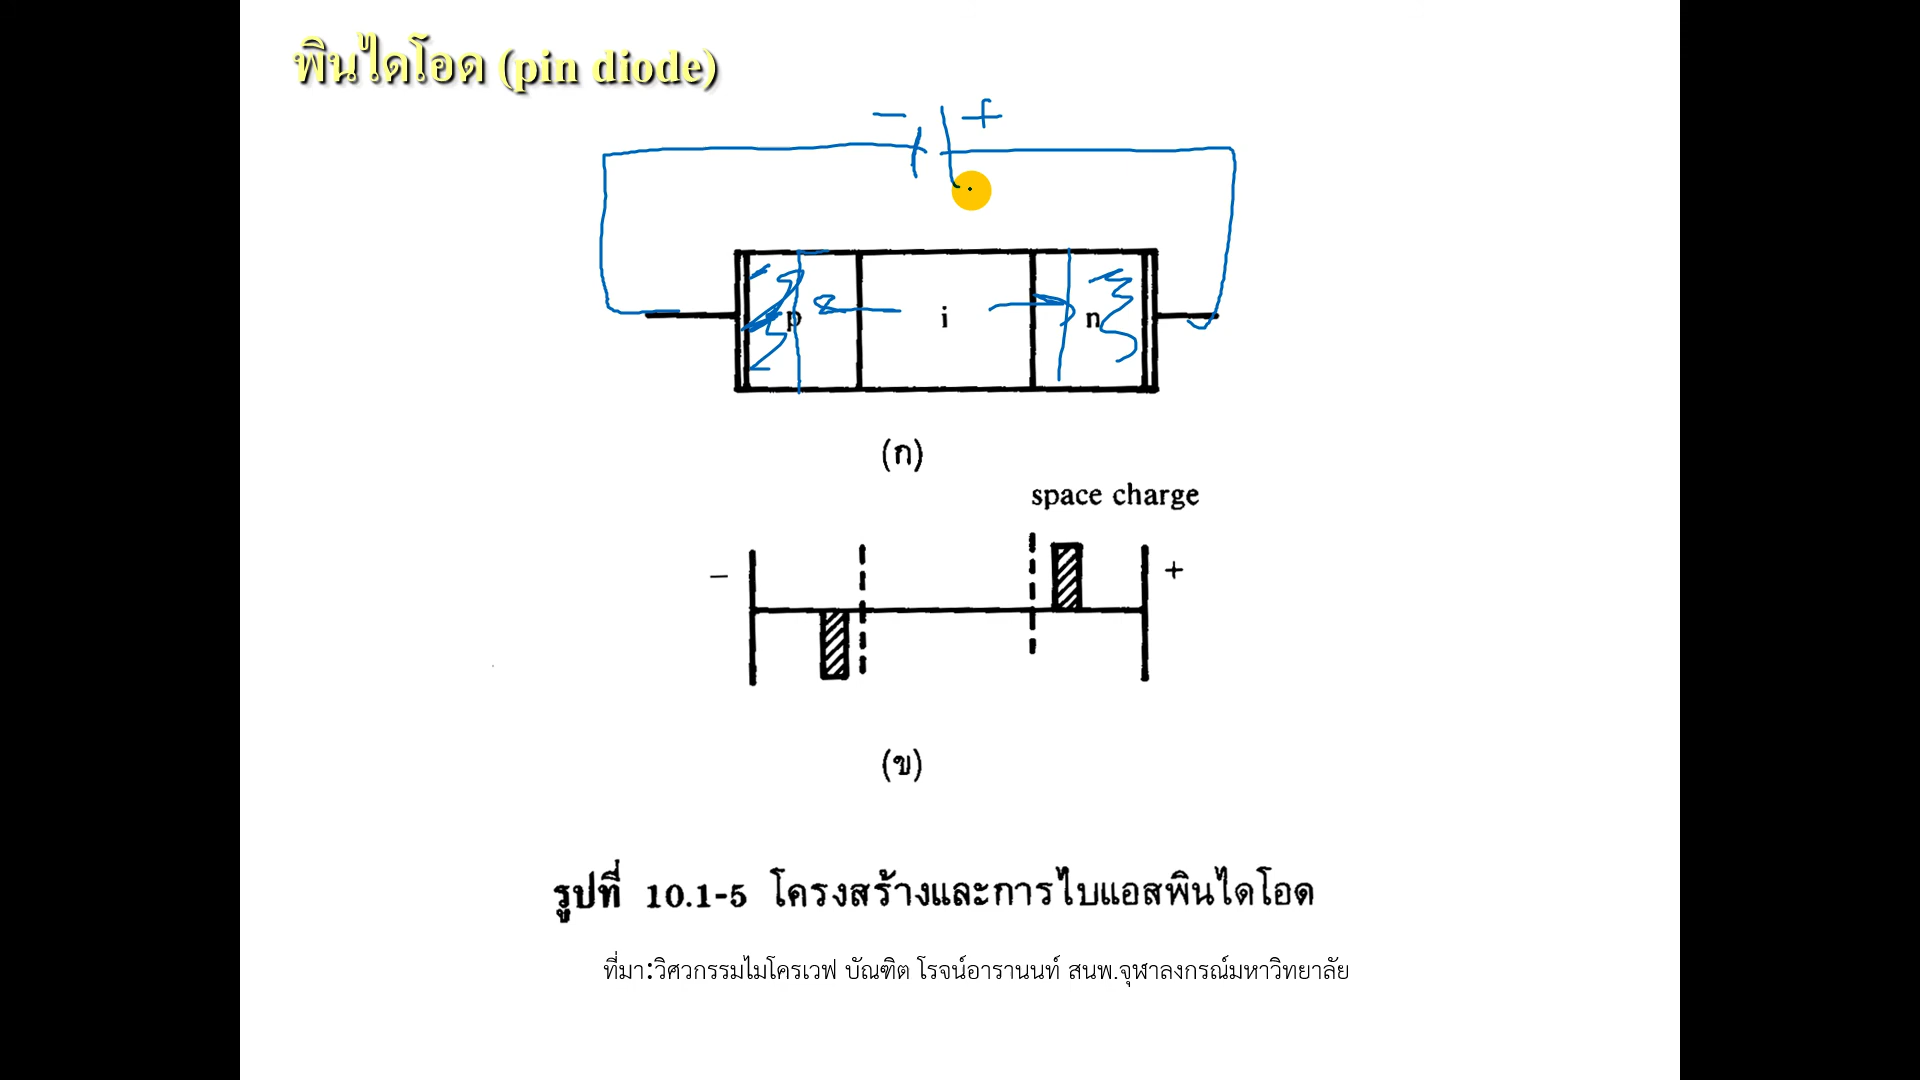 พินไดโอด (pin diode)
- +
p i n
(ก)
space charge
- +
(ข)
รูปที่ 10.1-5 โครงสร้างและการไบแอสพินไดโอด
ที่มา:วิศวกรรมไมโครเวฟ บัณฑิต โรจน์อารานนท์ สนพ.จุฬาลงกรณ์มหาวิทยาลัย